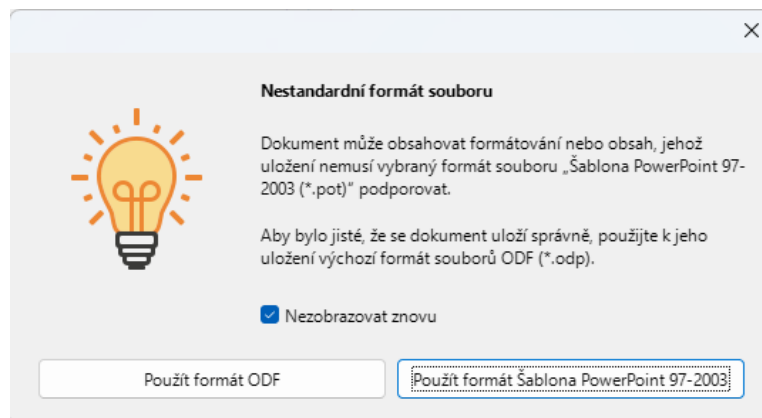 Nestandardní formát souboru
Dokument může obsahovat formátování nebo obsah, jehož
uložení nemusí vybraný formát souboru „Šablona PowerPoint 97-
2003 (*.pot)“ podporovat.
Aby bylo jisté, že se dokument uloží správně, použijte k jeho
uložení výchozí formát souborů ODF (*.odp).
Nezobrazovat znovu
Použít formát ODF
Použít formát Šablona PowerPoint 97-2003